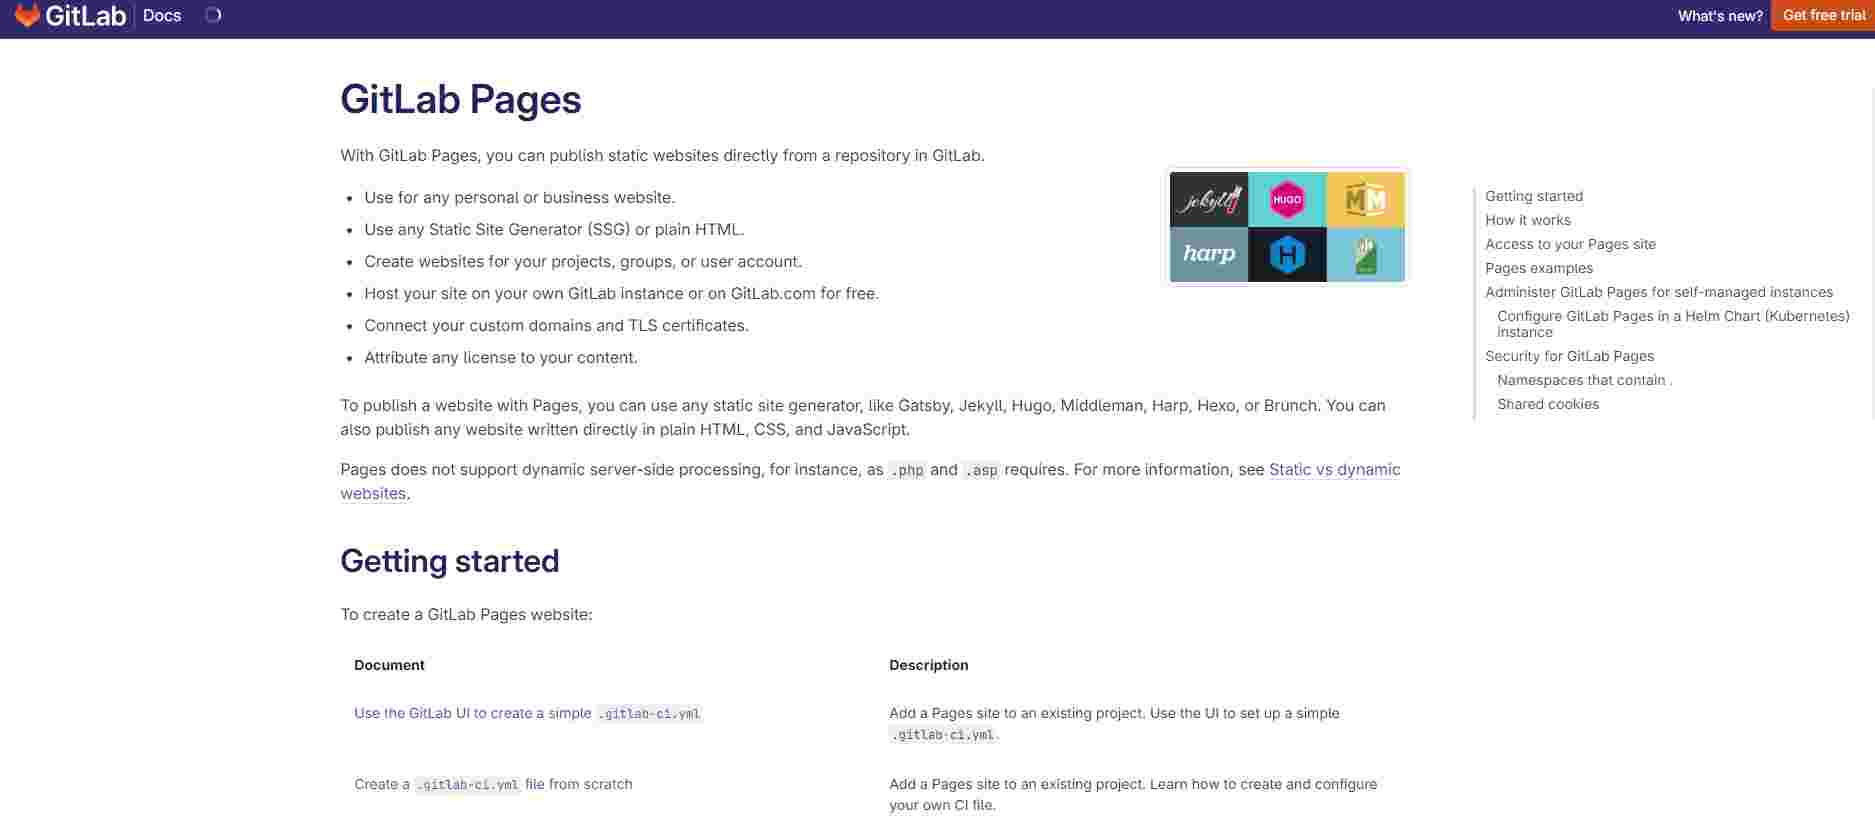 GitLab Docs
What's new?
Get free trial
GitLab Pages
With GitLab Pages, you can publish static websites directly from a repository in GitLab.
Use for any personal or business website.
Use any Static Site Generator (SSG) or plain HTML.
Create websites for your projects, groups, or user account.
Host your site on your own GitLab instance or on GitLab.com for free.
Connect your custom domains and TLS certificates.
Attribute any license to your content.
jekyll
HUGO
MM
harp
H
To publish a website with Pages, you can use any static site generator, like Gatsby, Jekyll, Hugo, Middleman, Harp, Hexo, or Brunch. You can
also publish any website written directly in plain HTML, CSS, and JavaScript.
Pages does not support dynamic server-side processing, for instance, as .php and .asp requires. For more information, see Static vs dynamic
websites.
Getting started
To create a GitLab Pages website:
Document
Description
Use the GitLab UI to create a simple .gitlab-ci.yml
Add a Pages site to an existing project. Use the UI to set up a simple
.gitlab-ci.yml.
Create a .gitlab-ci.yml file from scratch
Add a Pages site to an existing project. Learn how to create and configure
your own CI file.
Getting started
How it works
Access to your Pages site
Pages examples
Administer GitLab Pages for self-managed instances
Configure GitLab Pages in a Helm Chart (Kubernetes)
instance
Security for GitLab Pages
Namespaces that contain .
Shared cookies